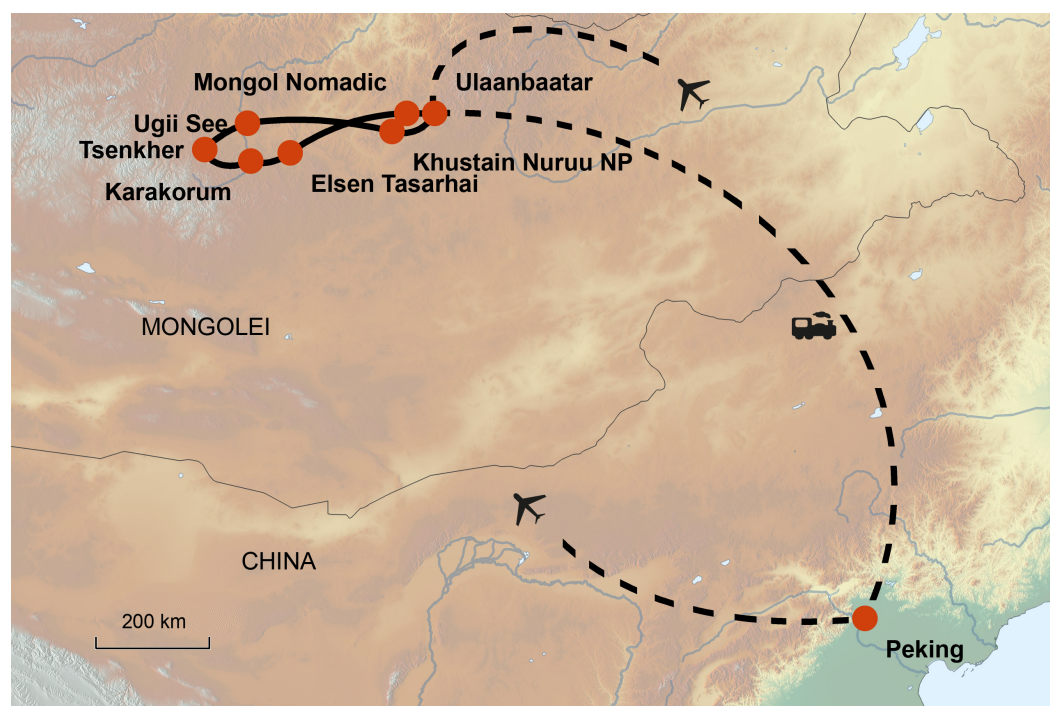 Mongol Nomadic
Ulaanbaatar
Ugii See
Tsenkher
Khustain Nuruu NP
Elsen Tasarhai
Karakorum
MONGOLEI
CHINA
200 km
Peking